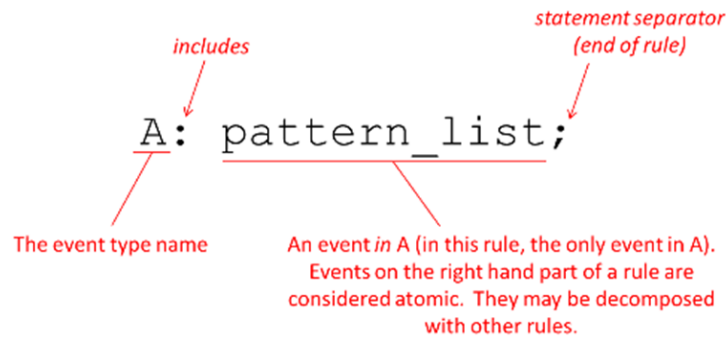 statement separator
includes
(end of rule)
A: pattern_list;
The event type name
An event in A (in this rule, the only event in A).
Events on the right hand part of a rule are
considered atomic. They may be decomposed
with other rules.